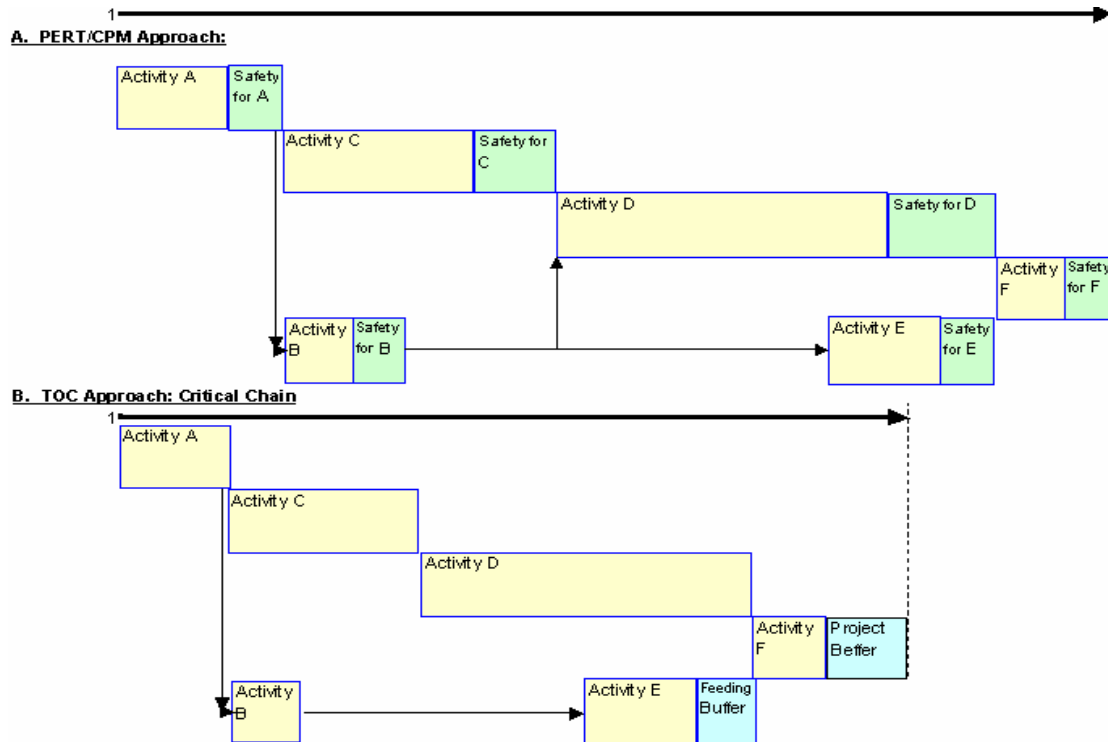 1
A. PERT/CPM Approach:
Activity A
Safety
for A
Activity C
Safety for
C
Activity D
Safety for D
Activity
F
Safety
for F
Activity
B
Safety
for B
Activity E
Safety
for E
B. TOC Approach: Critical Chain
1
Activity A
Activity C
Activity D
Activity
F
Project
Beffer
Activity
B
Activity E
Feeding
Buffer